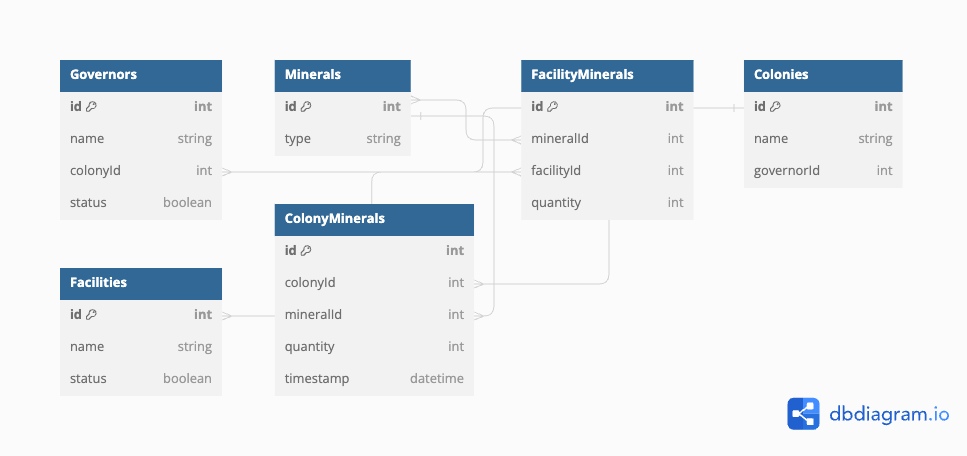 Governors
id int
name string
colonyId int
status boolean
Minerals
id int
type string
FacilityMinerals
id int
mineralId int
facilityId int
quantity int
Colonies
id int
name string
governorId int
ColonyMinerals
id int
colonyId int
mineralId int
quantity int
timestamp datetime
Facilities
id int
name string
status boolean
dbdiagram.io